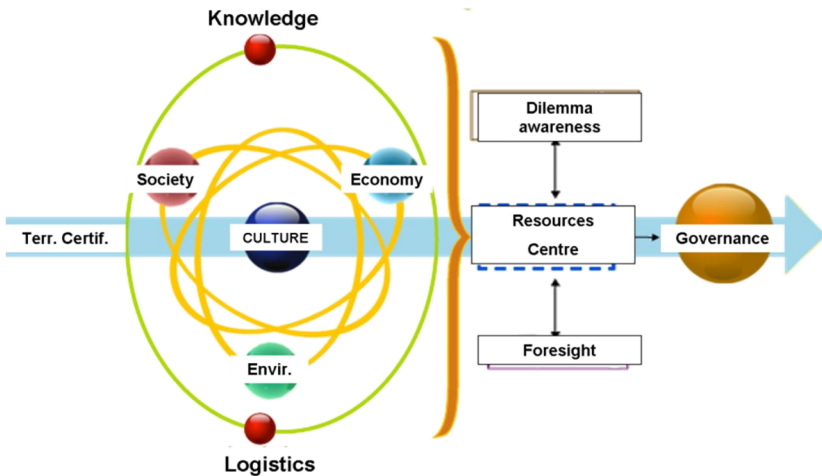 Knowledge
Dilemma
awareness
Society
Economy
Terr. Certif.
CULTURE
Resources
Centre
Governance
Envir.
Foresight
Logistics